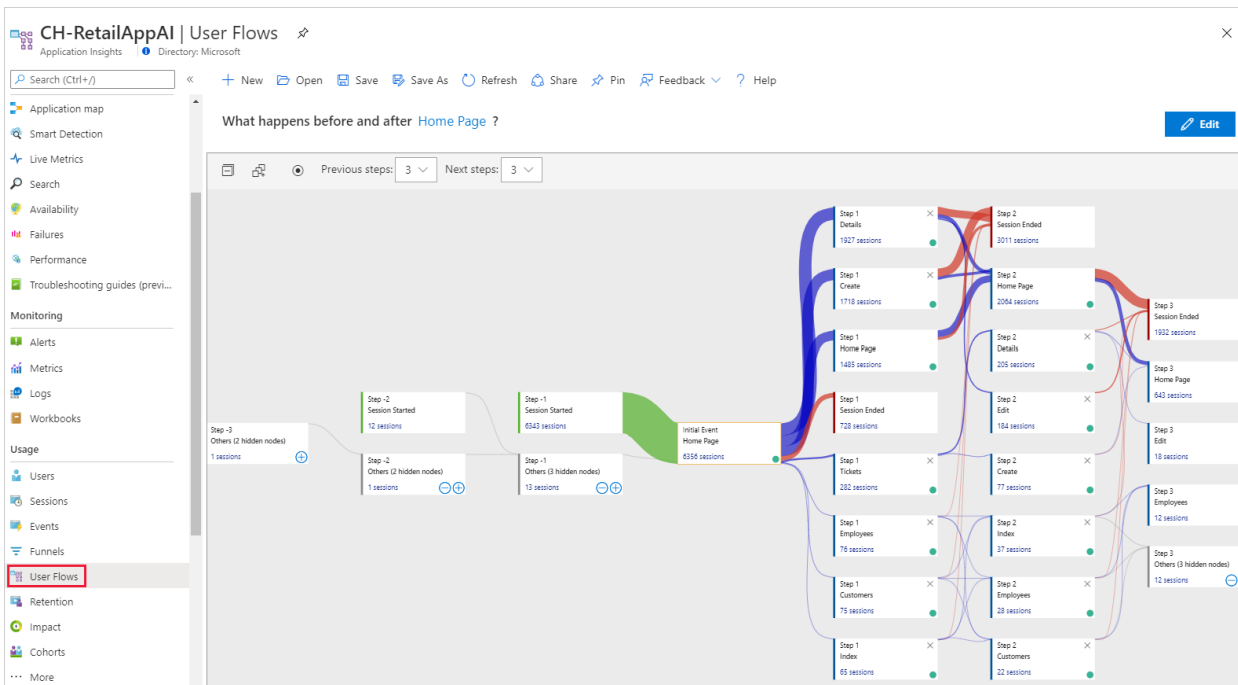 CH-RetailAppAI | User Flows
Application Insights Directory: Microsoft
Search (Ctrl+/)
«
New Open Save Save As Refresh Share Pin Feedback ? Help
Application map
Smart Detection
Live Metrics
Search
Availability
Failures
Performance
Troubleshooting guides (previ...
Monitoring
Alerts
Metrics
Logs
Workbooks
Usage
Users
Sessions
Events
Funnels
User Flows
Retention
Impact
Cohorts
More
What happens before and after Home Page ?
Edit
Previous steps: 3 Next steps: 3
Step -3
Others (2 hidden nodes)
1 sessions
Step -2
Session Started
12 sessions
Step -2
Others (2 hidden nodes)
1 sessions
Step -1
Session Started
6343 sessions
Step -1
Others (3 hidden nodes)
13 sessions
Initial Event
Home Page
6356 sessions
Step 1
Details
1927 sessions
Step 1
Create
1718 sessions
Step 1
Home Page
1485 sessions
Step 1
Session Ended
728 sessions
Step 1
Tickets
282 sessions
Step 1
Employees
76 sessions
Step 1
Customers
75 sessions
Step 1
Index
65 sessions
Step 2
Session Ended
3011 sessions
Step 2
Home Page
2064 sessions
Step 2
Details
205 sessions
Step 2
Edit
184 sessions
Step 2
Create
77 sessions
Step 2
Index
37 sessions
Step 2
Employees
28 sessions
Step 2
Customers
22 sessions
Step 3
Session Ended
1932 sessions
Step 3
Home Page
643 sessions
Step 3
Edit
18 sessions
Step 3
Employees
12 sessions
Step 3
Others (3 hidden nodes)
12 sessions